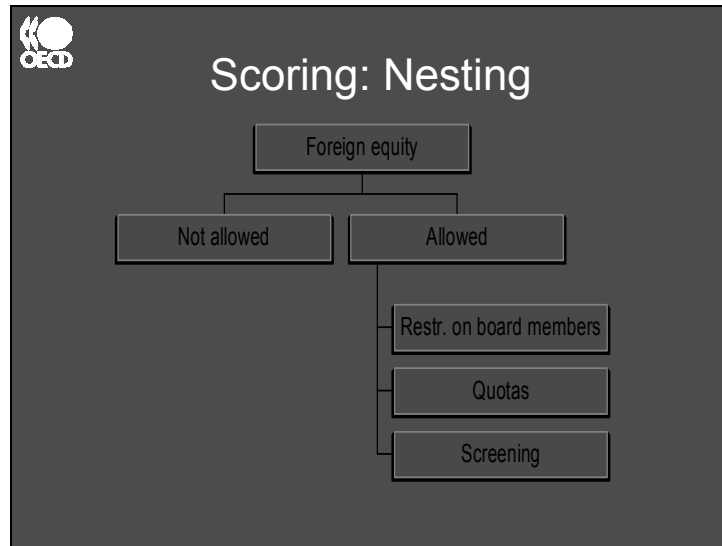 OECD
Scoring: Nesting
Foreign equity
Not allowed
Allowed
Restr. on board members
Quotas
Screening